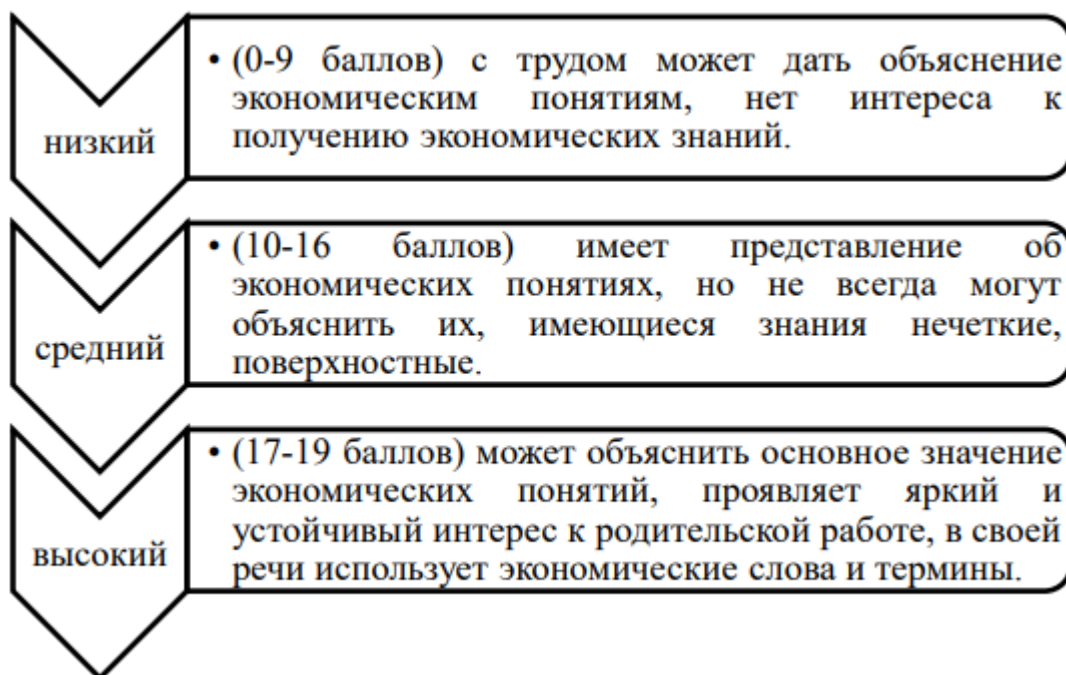 низкий
• (0-9 баллов) с трудом может дать объяснение
экономическим понятиям, нет интереса к
получению экономических знаний.
средний
• (10-16 баллов) имеет представление об
экономических понятиях, но не всегда могут
объяснить их, имеющиеся знания нечеткие,
поверхностные.
высокий
• (17-19 баллов) может объяснить основное значение
экономических понятий, проявляет яркий и
устойчивый интерес к родительской работе, в своей
речи использует экономические слова и термины.